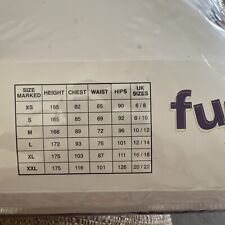 SIZE MARKED HEIGHT CHEST WAIST HIPS UK SIZES
XS 165 82 65 90 6 / 8
S 165 85 69 92 8 / 10
M 168 89 72 96 10 / 12
L 172 93 76 101 12 / 14
XL 175 103 87 111 16 / 18
XXL 175 116 101 126 20 / 22
fu